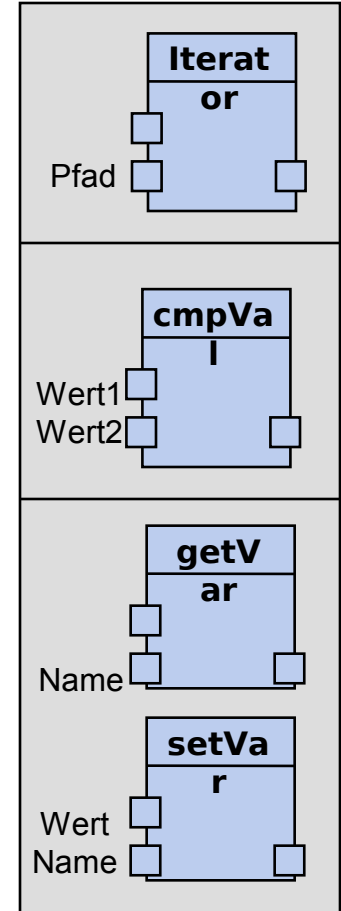 Iterat
or
Pfad
cmpVa
l
Wert1
Wert2
getV
ar
Name
setVa
r
Wert
Name